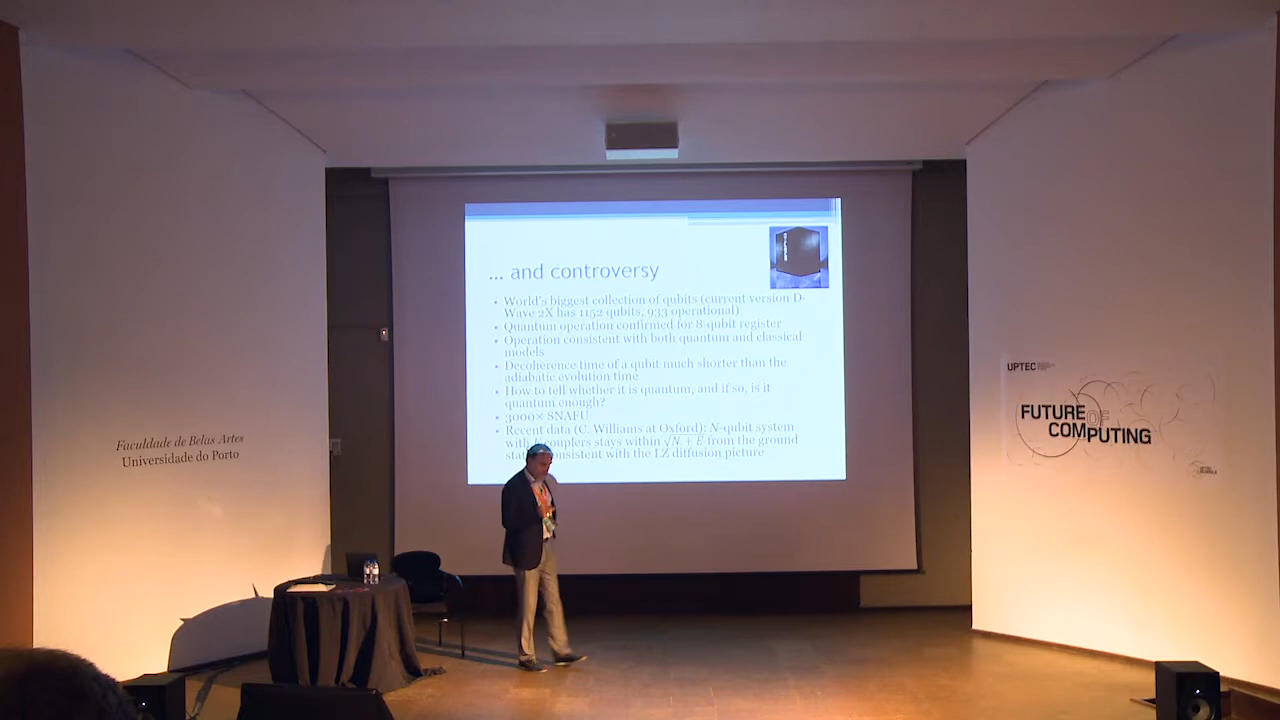 ... and controversy
World's biggest collection of qubits (current version D-
Wave 2X has 1152 qubits, 933 operational)
Quantum operation confirmed for 8-qubit register
Operation consistent with both quantum and classical
models
Decoherence time of a qubit much shorter than the
adiabatic evolution time
How to tell whether it is quantum, and if so, is it
quantum enough?
3000× SNAFU
Recent data (C. Williams at Oxford): N-qubit system
with couplers stays within √N + E from the ground
consistent with the LZ diffusion picture
Faculdade de Belas Artes
Universidade do Porto
UPTEC
FUTURE OF
COMPUTING